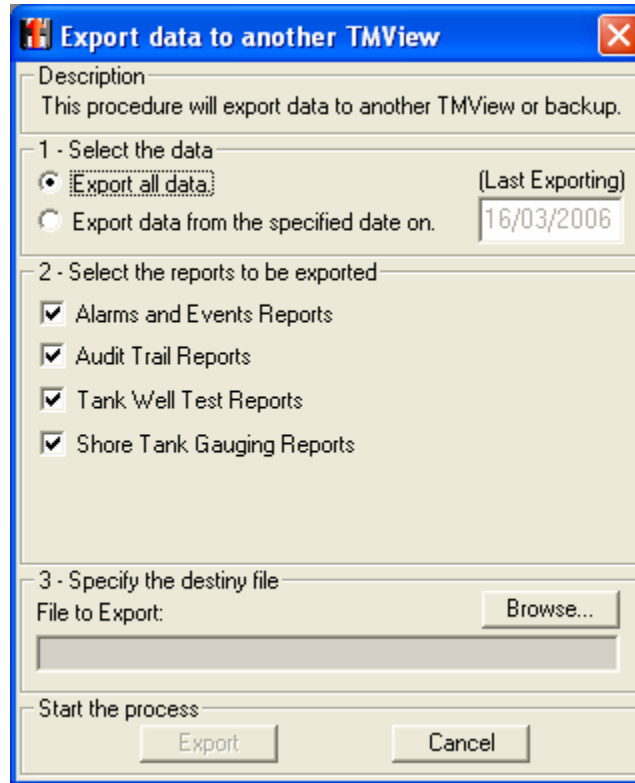 Export data to another TMView
Description
This procedure will export data to another TMView or backup.
1 - Select the data
Export all data. (Last Exporting)
Export data from the specified date on. 16/03/2006
2 - Select the reports to be exported
Alarms and Events Reports
Audit Trail Reports
Tank Well Test Reports
Shore Tank Gauging Reports
3 - Specify the destiny file
File to Export: Browse...
Start the process
Export Cancel